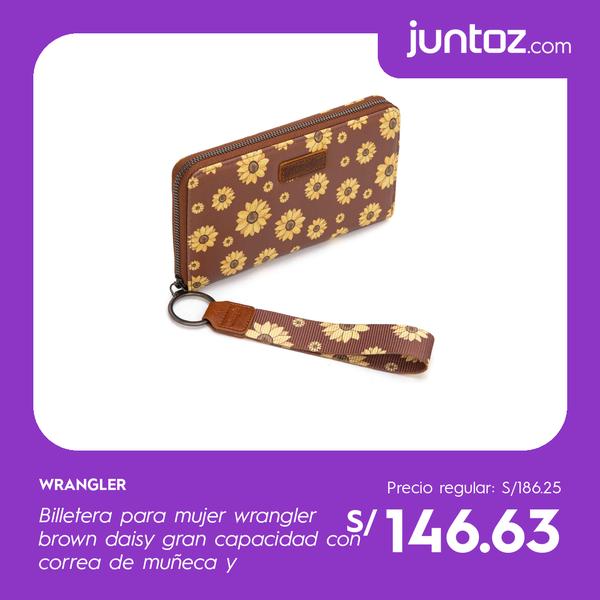 juntoz.com
WRANGLER
Precio regular: S/186.25
Billetera para mujer wrangler
brown daisy gran capacidad con
correa de muñeca y
S/146.63